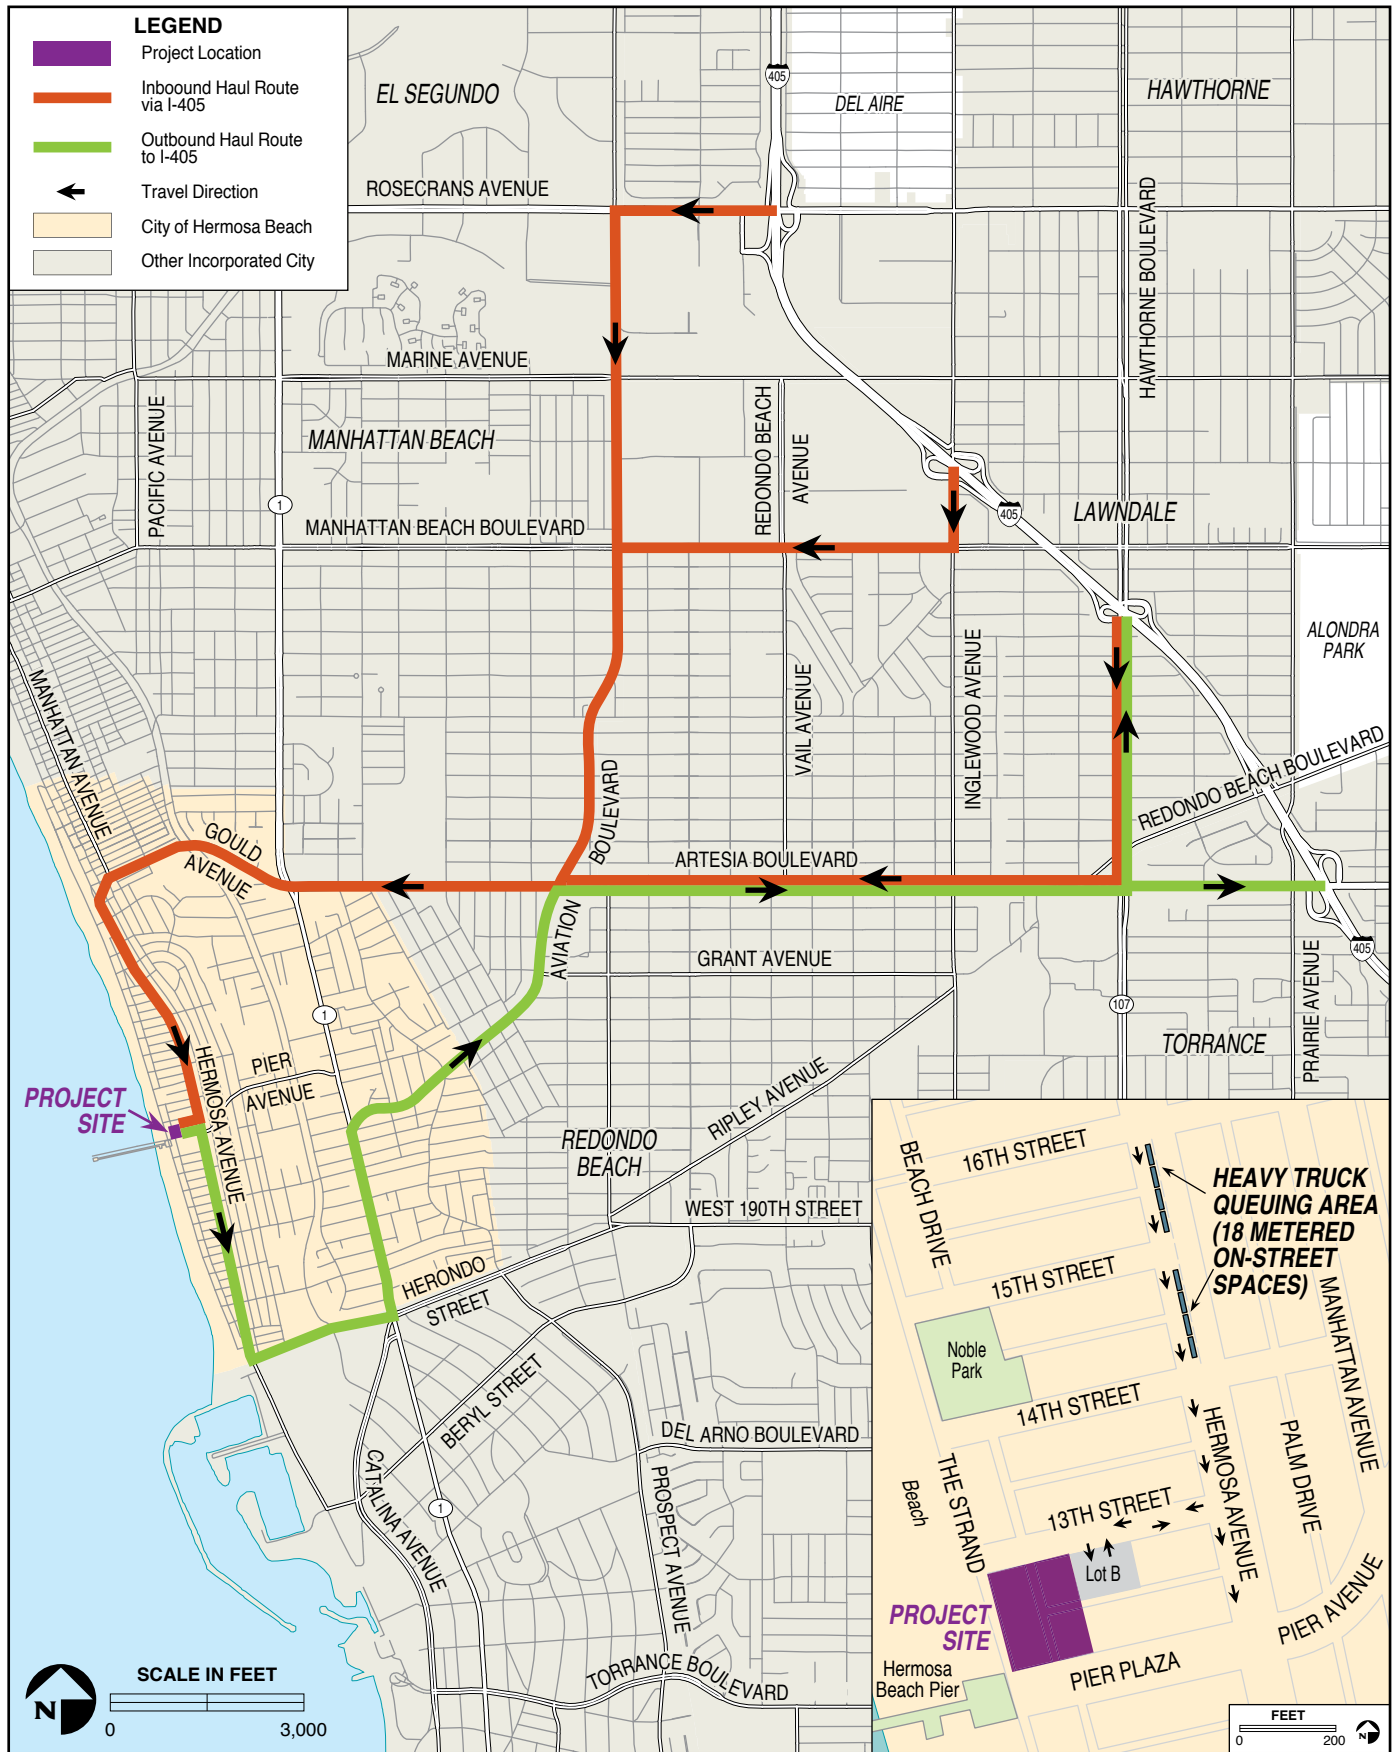 LEGEND
Project Location
Inboound Haul Route
via I-405
Outbound Haul Route
to I-405
Travel Direction
City of Hermosa Beach
Other Incorporated City
EL SEGUNDO
405
DEL AIRE
HAWTHORNE
ROSECRANS AVENUE
HAWTHORNE BOULEVARD
MARINE AVENUE
PACIFIC AVENUE
MANHATTAN BEACH
REDONDO BEACH
AVENUE
1
405
LAWNDALE
MANHATTAN BEACH BOULEVARD
ALONDRA
PARK
MANHATTAN AVENUE
VAIL AVENUE
INGLEWOOD AVENUE
REDONDO BEACH BOULEVARD
GOULD
AVENUE
BOULEVARD
ARTESIA BOULEVARD
AVIATION
GRANT AVENUE
405
PRAIRIE AVENUE
1
107
TORRANCE
HERMOSA AVENUE
PIER
AVENUE
PROJECT
SITE
RIPLEY AVENUE
REDONDO
BEACH
WEST 190TH STREET
HERONDO
STREET
BERYL STREET
DEL ARNO BOULEVARD
CATALINA AVENUE
1
PROSPECT AVENUE
TORRANCE BOULEVARD
N
SCALE IN FEET
0
3,000
BEACH DRIVE
16TH STREET
HEAVY TRUCK
QUEUING AREA
(18 METERED
ON-STREET
SPACES)
15TH STREET
MANHATTAN AVENUE
Noble
Park
14TH STREET
HERMOSA AVENUE
PALM DRIVE
Beach
THE STRAND
13TH STREET
Lot B
PROJECT
SITE
PIER AVENUE
Hermosa
Beach Pier
PIER PLAZA
FEET
0
200
N